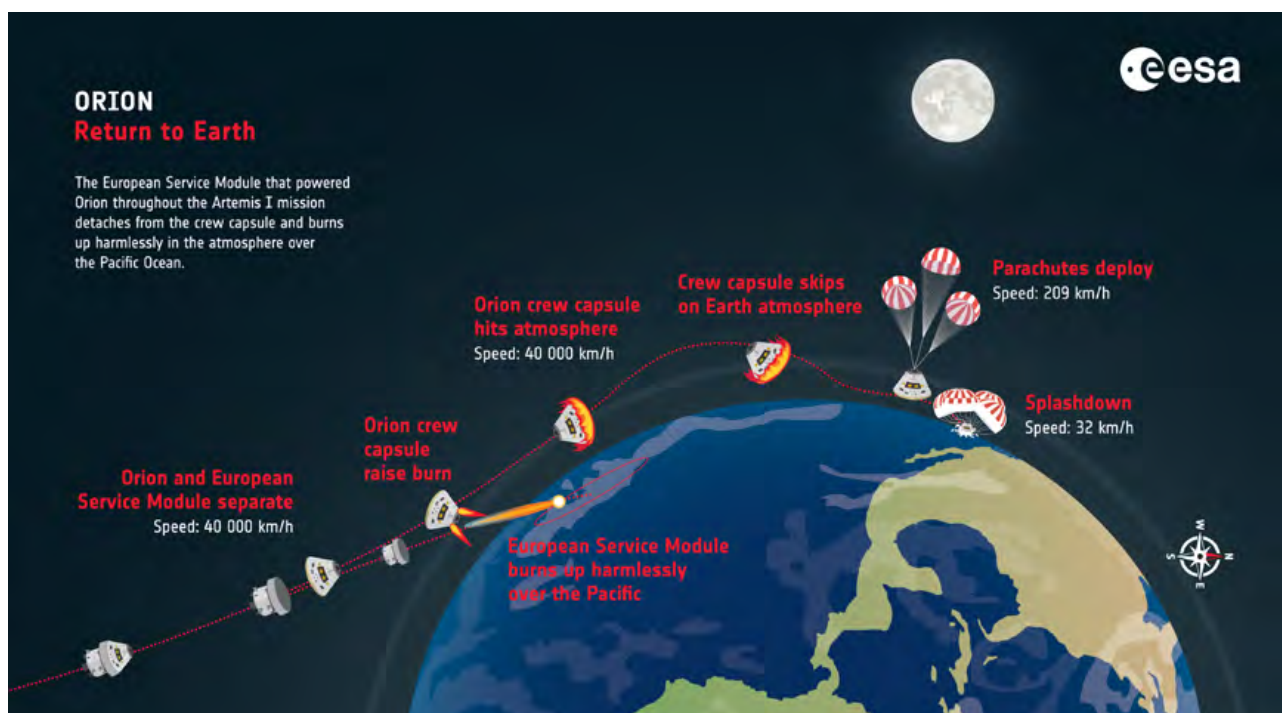 esa
ORION
Return to Earth
The European Service Module that powered
Orion throughout the Artemis I mission
detaches from the crew capsule and burns
up harmlessly in the atmosphere over
the Pacific Ocean.
Orion and European
Service Module separate
Speed: 40 000 km/h
Orion crew
capsule
raise burn
European Service Module
burns up harmlessly
over the Pacific
Orion crew capsule
hits atmosphere
Speed: 40 000 km/h
Crew capsule skips
on Earth atmosphere
Parachutes deploy
Speed: 209 km/h
Splashdown
Speed: 32 km/h
W
S
N
E